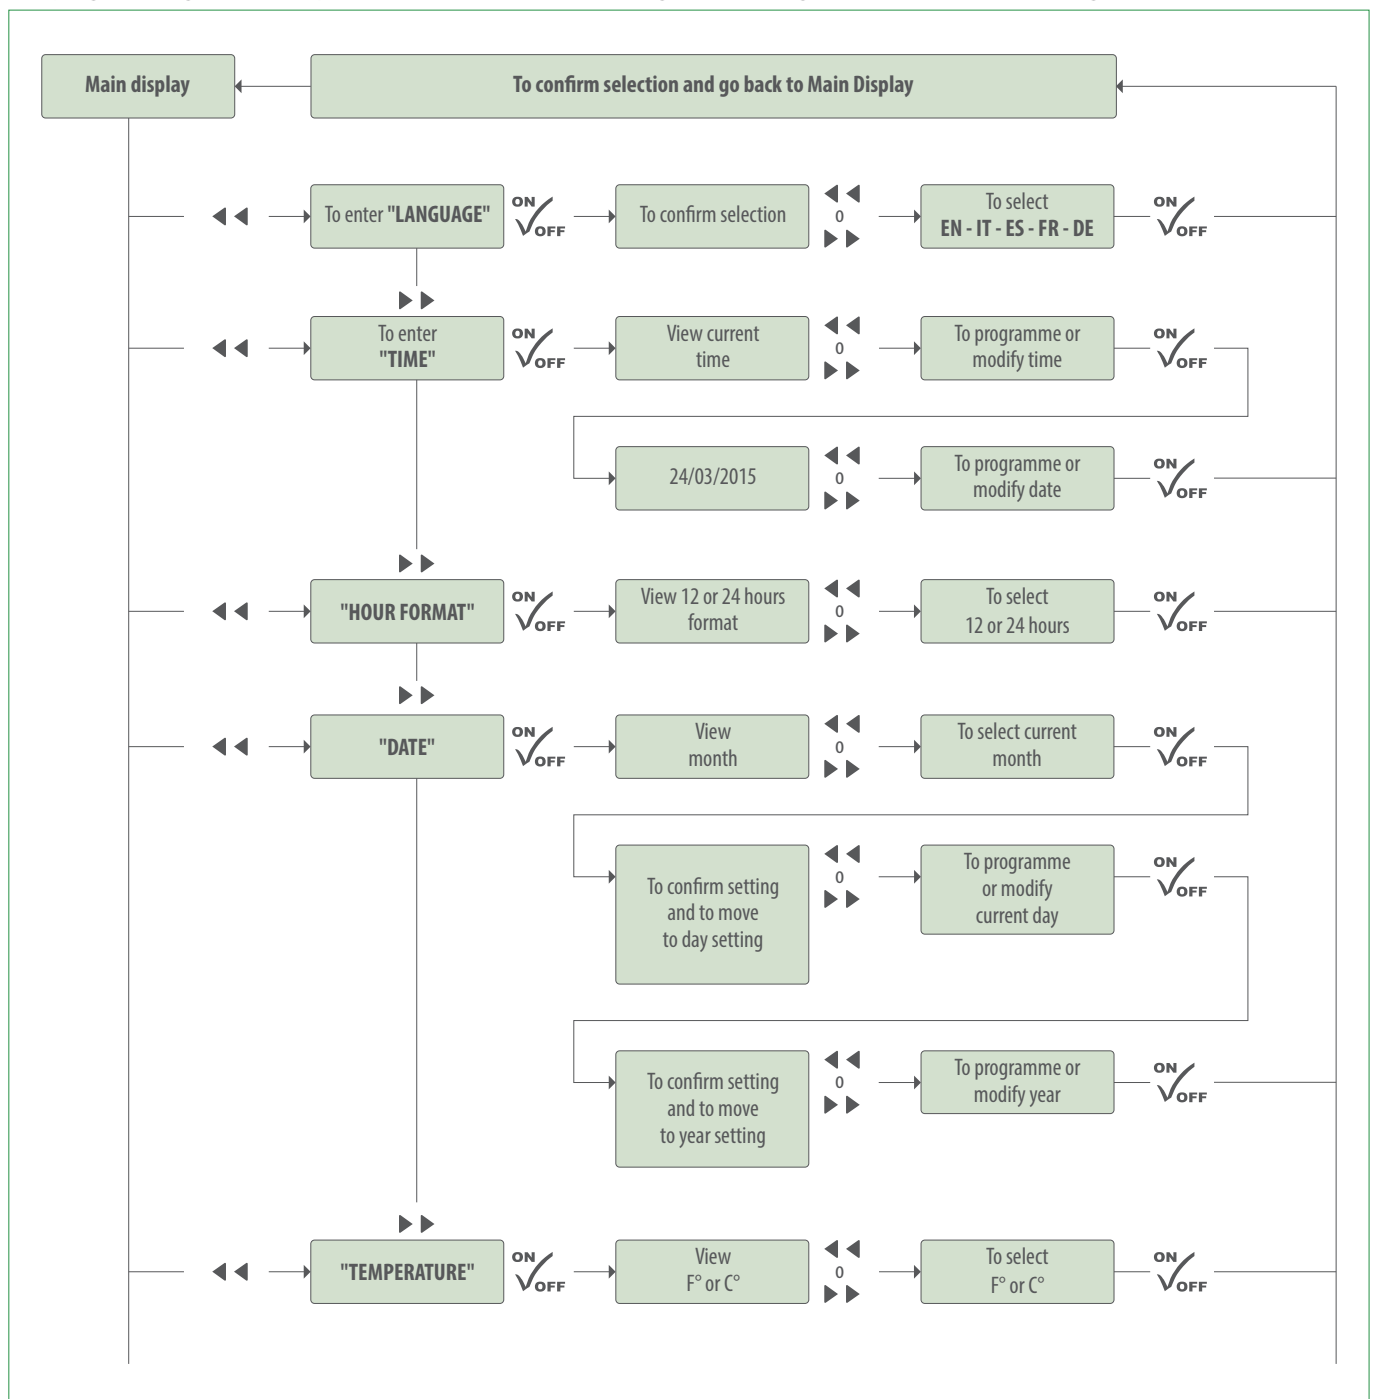 Main display
To confirm selection and go back to Main Display
To enter "LANGUAGE"
ON
OFF
To confirm selection
0
To select
EN - IT - ES - FR - DE
ON
OFF
To enter
"TIME"
ON
OFF
View current
time
0
To programme or
modify time
ON
OFF
24/03/2015
0
To programme or
modify date
ON
OFF
"HOUR FORMAT"
ON
OFF
View 12 or 24 hours
format
0
To select
12 or 24 hours
ON
OFF
"DATE"
ON
OFF
View
month
0
To select current
month
ON
OFF
To confirm setting
and to move
to day setting
0
To programme
or modify
current day
ON
OFF
To confirm setting
and to move
to year setting
0
To programme or
modify year
ON
OFF
"TEMPERATURE"
ON
OFF
View
F° or C°
0
To select
F° or C°
ON
OFF